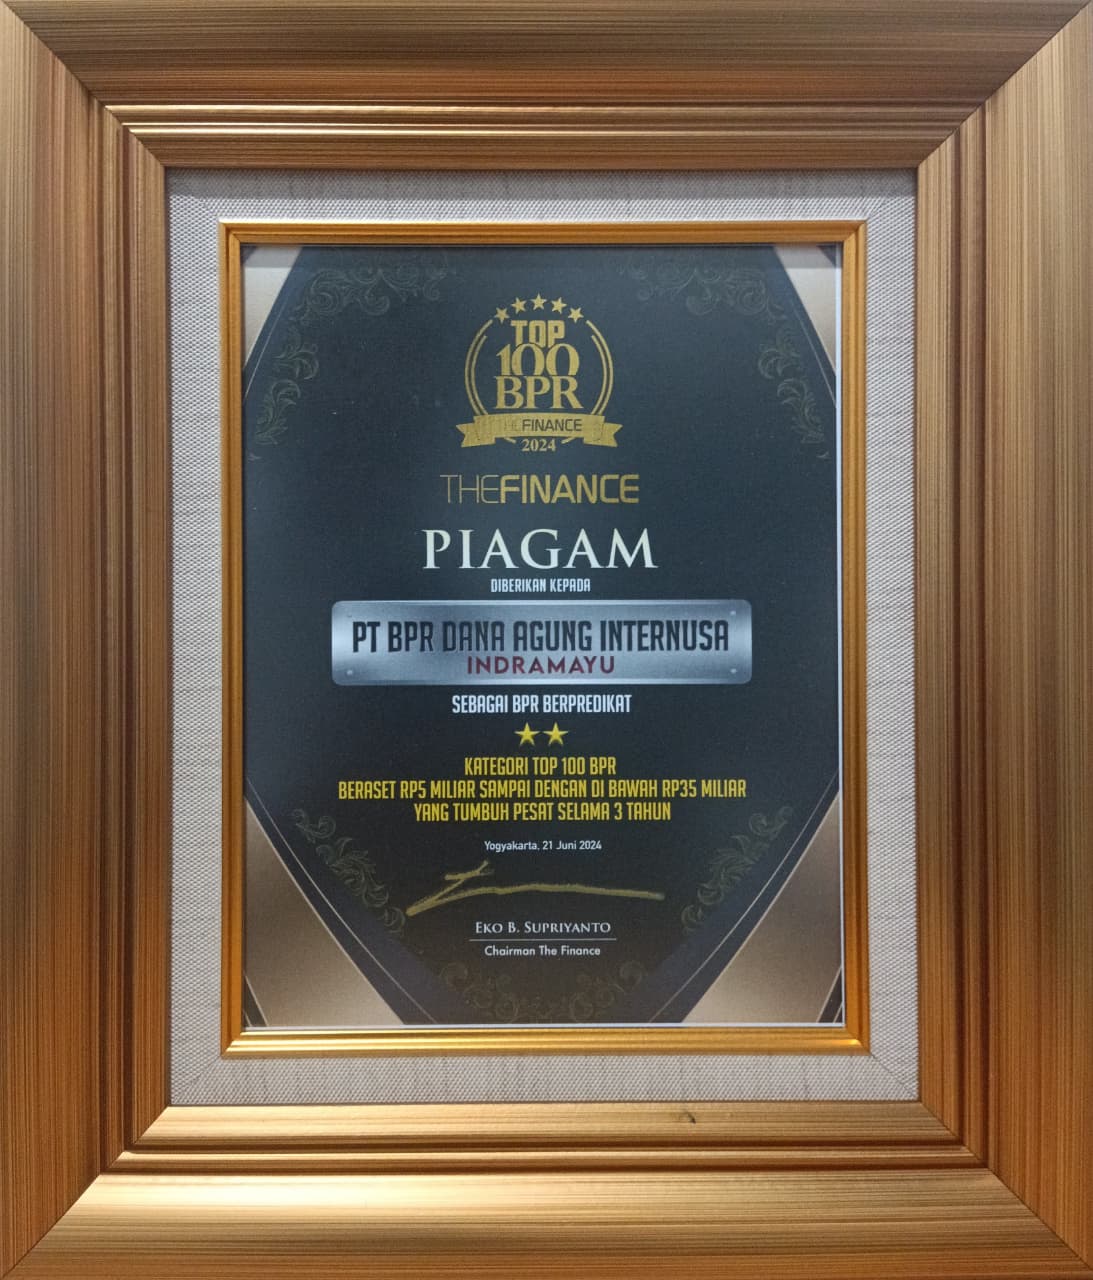 TOP
100
BPR
THEFINANCE
2024
THEFINANCE
PIAGAM
DIBERIKAN KEPADA
PT BPR DANA AGUNG INTERNUSA
INDRAMAYU
SEBAGAI BPR BERPREDIKAT
KATEGORI TOP 100 BPR
BERASET RP5 MILIAR SAMPAI DENGAN DI BAWAH RP35 MILIAR
YANG TUMBUH PESAT SELAMA 3 TAHUN
Yogyakarta, 21 Juni 2024
EKO B. SUPRIYANTO
Chairman The Finance